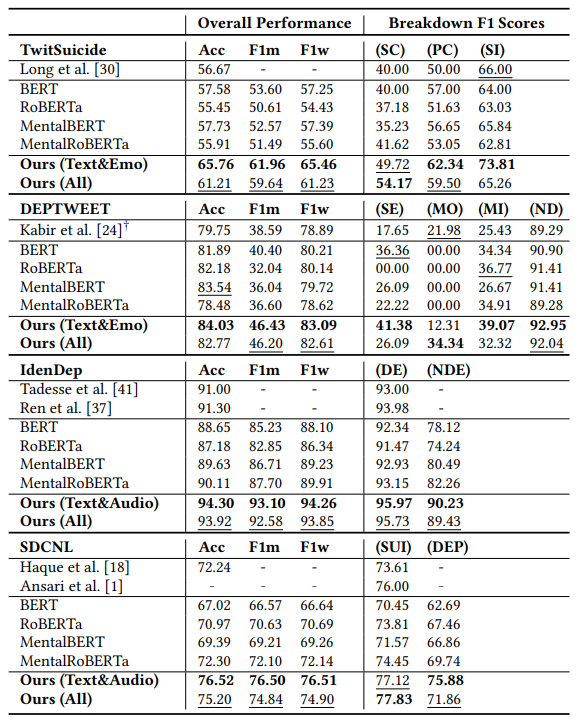 Overall Performance Breakdown F1 Scores
TwitSuicide Acc F1m F1w (SC) (PC) (SI)
Long et al. [30] 56.67 - - 40.00 50.00 66.00
BERT 57.58 53.60 57.25 40.00 57.00 64.00
RoBERTa 55.45 50.61 54.43 37.18 51.63 63.03
MentalBERT 57.73 52.57 57.39 35.23 56.65 65.84
MentalRoBERTa 55.91 51.49 55.60 41.62 53.05 62.81
Ours (Text&Emo) 65.76 61.96 65.46 49.72 62.34 73.81
Ours (All) 61.21 59.64 61.23 54.17 59.50 65.26
DEPTWEET Acc F1m F1w (SE) (MO) (MI) (ND)
Kabir et al. [24]† 79.75 38.59 78.89 17.65 21.98 25.43 89.29
BERT 81.89 40.40 80.21 36.36 00.00 34.34 90.90
RoBERTa 82.18 32.04 80.14 00.00 00.00 36.77 91.41
MentalBERT 83.54 36.04 79.72 26.09 00.00 26.67 91.41
MentalRoBERTa 78.48 36.60 78.62 22.22 00.00 34.91 89.28
Ours (Text&Emo) 84.03 46.43 83.09 41.38 12.31 39.07 92.95
Ours (All) 82.77 46.20 82.61 26.09 34.34 32.32 92.04
IdenDep (DE) (NDE)
Tadesse et al. [41] 91.00 - - 93.00 -
Ren et al. [37] 91.30 - - 93.98 -
BERT 88.65 85.23 88.10 92.34 78.12
RoBERTa 87.18 82.85 86.34 91.47 74.24
MentalBERT 89.63 86.71 89.23 92.93 80.49
MentalRoBERTa 90.11 87.70 89.91 93.15 82.26
Ours (Text&Audio) 94.30 93.10 94.26 95.97 90.23
Ours (All) 93.92 92.58 93.85 95.73 89.43
SDCNL Acc F1m F1w (SUI) (DEP)
Haque et al. [18] 72.24 - - 73.61 -
Ansari et al. [1] - - - 76.00 -
BERT 67.02 66.57 66.64 70.45 62.69
RoBERTa 70.97 70.63 70.69 73.81 67.46
MentalBERT 69.39 69.21 69.26 71.57 66.86
MentalRoBERTa 72.30 72.10 72.14 74.45 69.74
Ours (Text&Audio) 76.52 76.50 76.51 77.12 75.88
Ours (All) 75.20 74.84 74.90 77.83 71.86